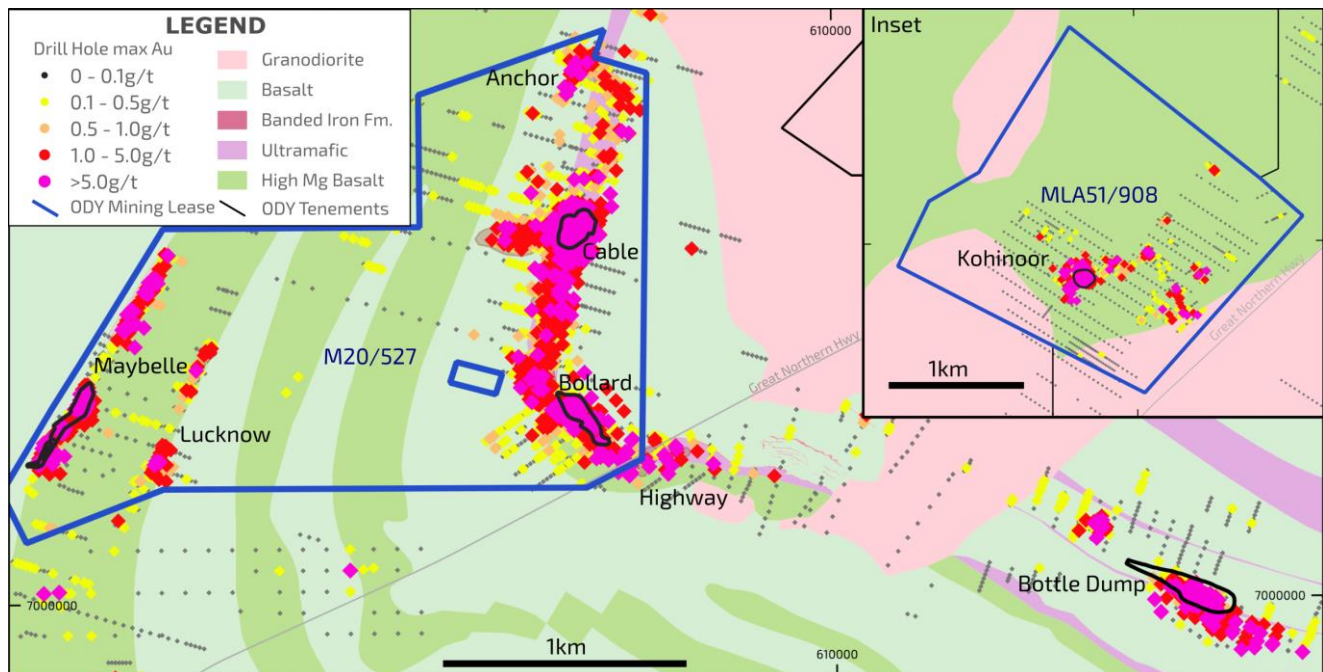 LEGEND
Drill Hole max Au
0 - 0.1g/t
0.1 - 0.5g/t
0.5 - 1.0g/t
1.0 - 5.0g/t
>5.0g/t
ODY Mining Lease
Granodiorite
Basalt
Banded Iron Fm.
Ultramafic
High Mg Basalt
ODY Tenements
610000
Inset
Anchor
MLA51/908
Cable
Kohinoor
Great Northern Hwy
1km
M20/527
Maybelle
Bollard
Great Northern Hwy
Lucknow
Highway
Bottle Dump
7000000
7000000
1km
610000